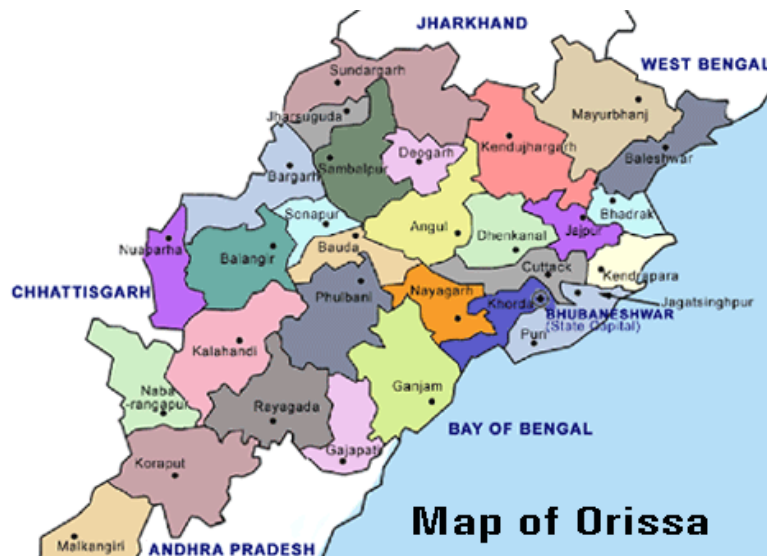 JHARKHAND
WEST BENGAL
Sundargarh
Mayurbhanj
Jharsuguda
Kendujhargarh
Deogarh
Baleshwar
Sambalpur
Bargarh
Bhadrak
Sonapur
Angul
Jajpur
Dhenkanal
Nuaparha
Bauda
Balangir
Cuttack
Kendrapara
CHHATTISGARH
Phulbani
Nayagarh
Khorda
Jagatsinghpur
BHUBANESHWAR
(State Capital)
Puri
Kalahandi
Naba
-rangapur
Ganjam
Rayagada
BAY OF BENGAL
Gajapati
Koraput
Map of Orissa
Malkangiri
ANDHRA PRADESH